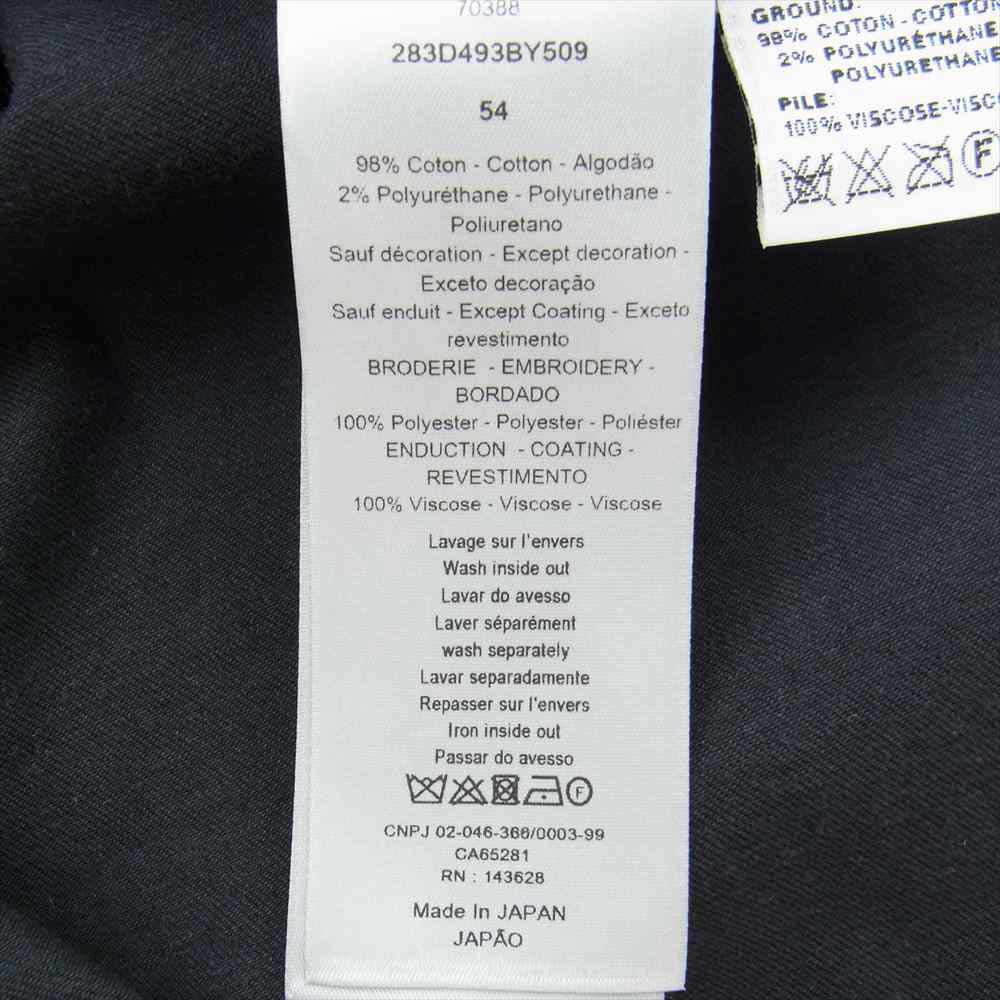 70388
283D493BY509
54
98% Coton - Cotton - Algodão
2% Polyuréthane - Polyurethane -
Poliuretano
Sauf décoration - Except decoration -
Exceto decoração
Sauf enduit - Except Coating - Exceto
revestimento
BRODERIE - EMBROIDERY -
BORDADO
100% Polyester - Polyester - Poliéster
ENDUCTION - COATING -
REVESTIMENTO
100% Viscose - Viscose - Viscose
Lavage sur l'envers
Wash inside out
Lavar do avesso
Laver séparément
wash separately
Lavar separadamente
Repasser sur l'envers
Iron inside out
Passar do avesso
F
CNPJ 02-046-366/0003-99
CA65281
RN : 143628
Made In JAPAN
JAPÃO
GROUND:
98% COTON - COTTON
2% POLYURÉTHANE
POLYURETHANE
PILE:
100% VISCOSE-VISC
F